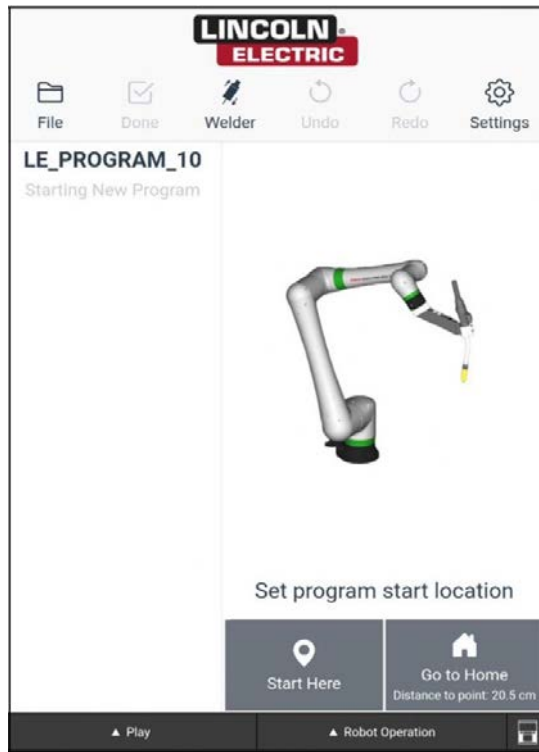 LINCOLN
ELECTRIC
File
Done
Welder
Undo
Redo
Settings
LE_PROGRAM_10
Starting New Program
Set program start location
Start Here
Go to Home
Distance to point: 20.5 cm
▲ Play
▲ Robot Operation